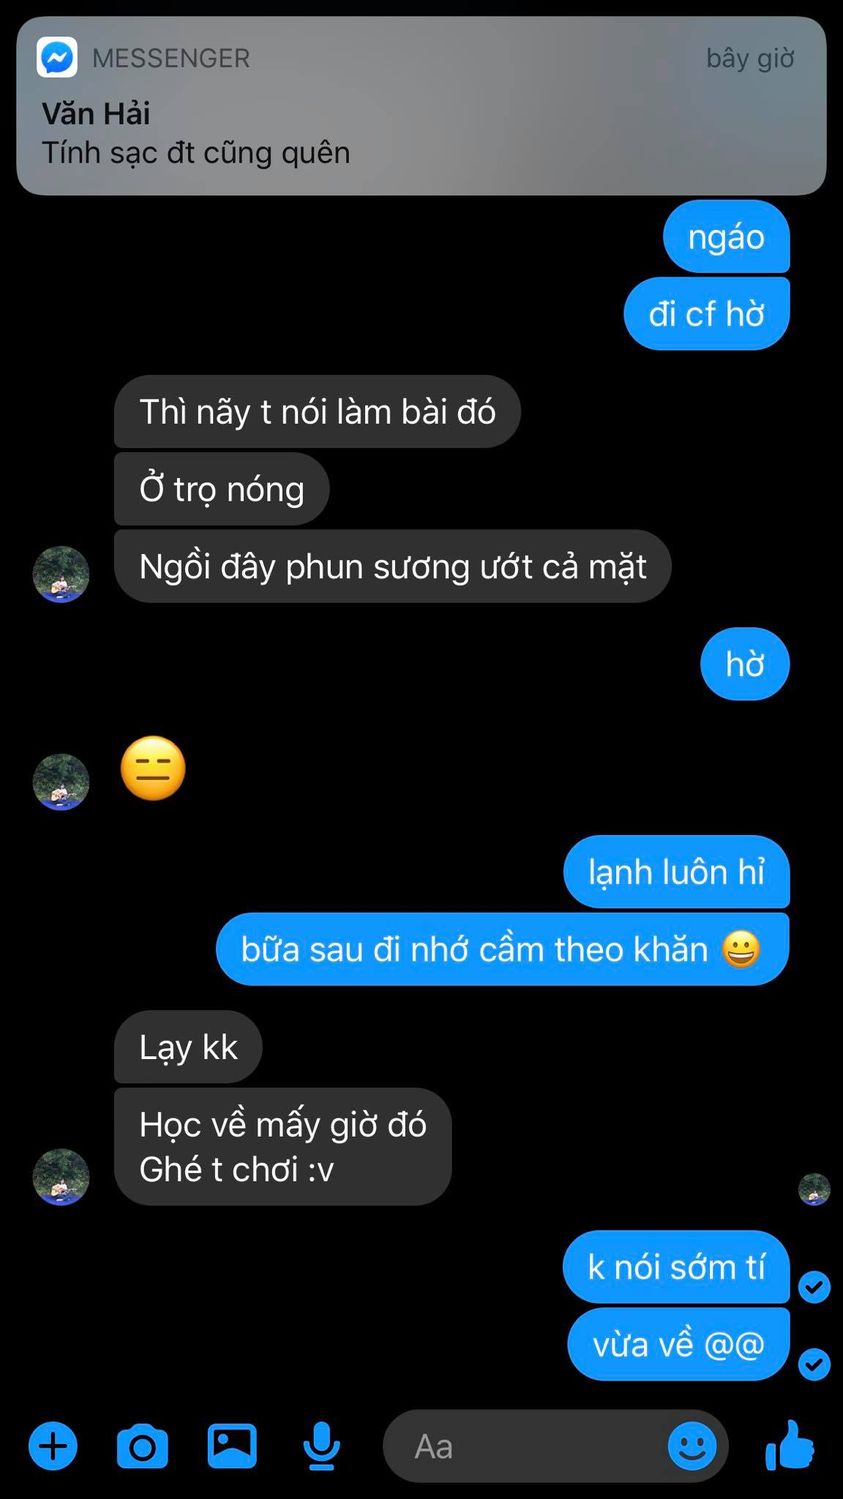 MESSENGER
bây giờ
Văn Hải
Tính sạc đt cũng quên
ngáo
đi cf hờ
Thì nãy t nói làm bài đó
Ở trọ nóng
Ngồi đây phun sương ướt cả mặt
hờ
lạnh luôn hỉ
bữa sau đi nhớ cầm theo khăn 😀
Lạy kk
Học về mấy giờ đó
Ghé t chơi :v
k nói sớm tí
vừa về @@
Aa